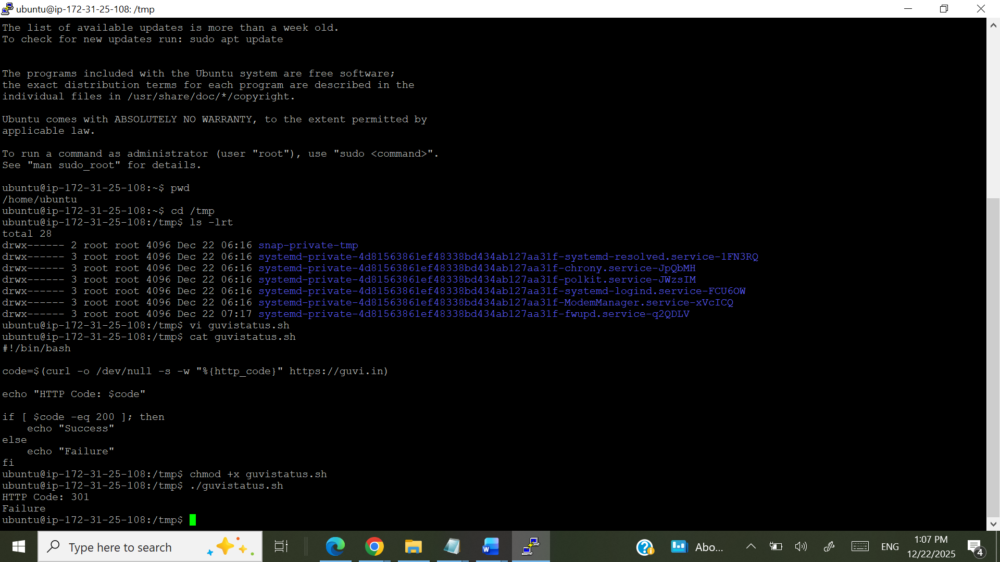 ubuntu@ip-172-31-25-108: /tmp
The list of available updates is more than a week old.
To check for new updates run: sudo apt update
The programs included with the Ubuntu system are free software;
the exact distribution terms for each program are described in the
individual files in /usr/share/doc/*/copyright.
Ubuntu comes with ABSOLUTELY NO WARRANTY, to the extent permitted by
applicable law.
To run a command as administrator (user "root"), use "sudo <command>".
See "man sudo_root" for details.
ubuntu@ip-172-31-25-108:~$ pwd
/home/ubuntu
ubuntu@ip-172-31-25-108:~$ cd /tmp
ubuntu@ip-172-31-25-108:/tmp$ ls -lrt
total 28
drwx------ 2 root root 4096 Dec 22 06:16 snap-private-tmp
drwx------ 3 root root 4096 Dec 22 06:16 systemd-private-4d81563861ef48338bd434ab127aa31f-systemd-resolved.service-1FN3RQ
drwx------ 3 root root 4096 Dec 22 06:16 systemd-private-4d81563861ef48338bd434ab127aa31f-chrony.service-JpQbMH
drwx------ 3 root root 4096 Dec 22 06:16 systemd-private-4d81563861ef48338bd434ab127aa31f-polkit.service-JWzsIM
drwx------ 3 root root 4096 Dec 22 06:16 systemd-private-4d81563861ef48338bd434ab127aa31f-systemd-logind.service-FCU6OW
drwx------ 3 root root 4096 Dec 22 06:16 systemd-private-4d81563861ef48338bd434ab127aa31f-ModemManager.service-xVcICQ
drwx------ 3 root root 4096 Dec 22 07:17 systemd-private-4d81563861ef48338bd434ab127aa31f-fwupd.service-q2QDLV
ubuntu@ip-172-31-25-108:/tmp$ vi guvistatus.sh
ubuntu@ip-172-31-25-108:/tmp$ cat guvistatus.sh
#!/bin/bash
code=$(curl -o /dev/null -s -w "%{http_code}" https://guvi.in)
echo "HTTP Code: $code"
if [ $code -eq 200 ]; then
    echo "Success"
else
    echo "Failure"
fi
ubuntu@ip-172-31-25-108:/tmp$ chmod +x guvistatus.sh
ubuntu@ip-172-31-25-108:/tmp$ ./guvistatus.sh
HTTP Code: 301
Failure
ubuntu@ip-172-31-25-108:/tmp$
Type here to search
Abo...
ENG
1:07 PM
12/22/2025
4